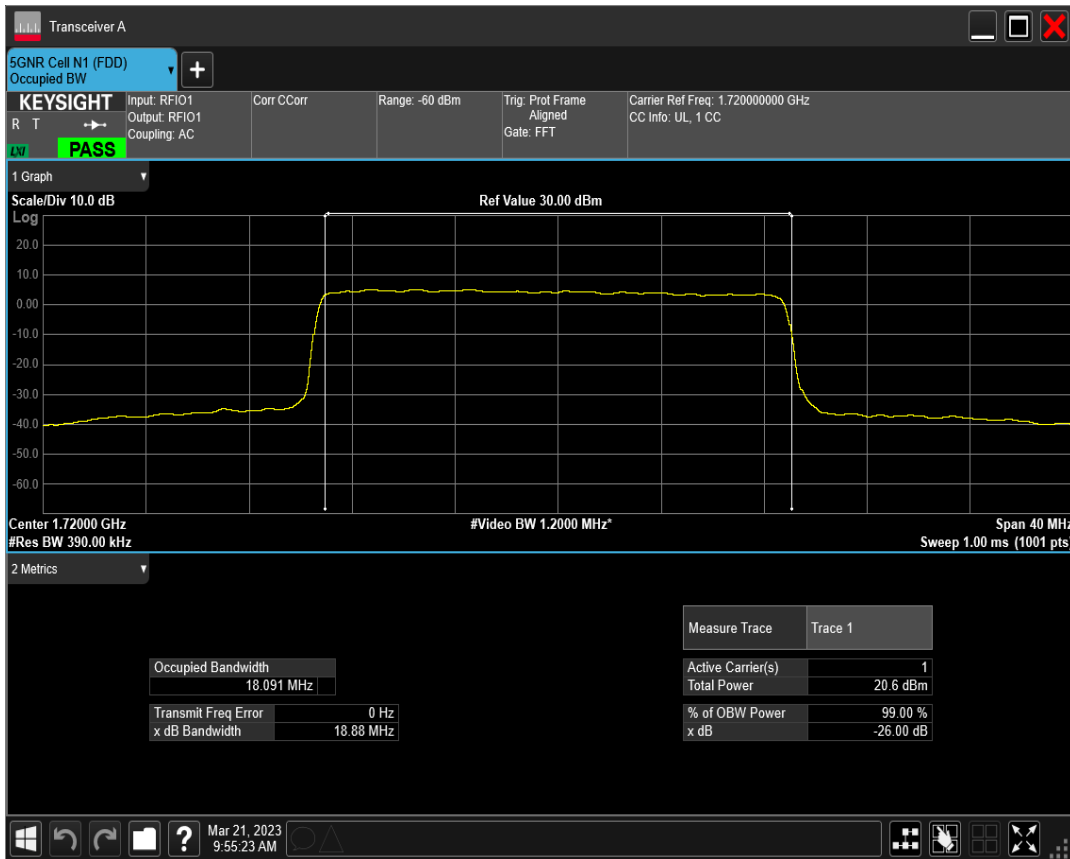 Transceiver A
5GNR Cell N1 (FDD)
Occupied BW
+
KEYSIGHT
R T
LXI
PASS
Input: RFIO1
Output: RFIO1
Coupling: AC
Corr CCorr
Range: -60 dBm
Trig: Prot Frame
Aligned
Gate: FFT
Carrier Ref Freq: 1.720000000 GHz
CC Info: UL, 1 CC
1 Graph
Scale/Div 10.0 dB
Ref Value 30.00 dBm
Log
20.0
10.0
0.00
-10.0
-20.0
-30.0
-40.0
-50.0
-60.0
Center 1.72000 GHz
#Video BW 1.2000 MHz*
Span 40 MHz
#Res BW 390.00 kHz
Sweep 1.00 ms (1001 pts)
2 Metrics
Measure Trace Trace 1
Occupied Bandwidth
18.091 MHz
Active Carrier(s) 1
Total Power 20.6 dBm
Transmit Freq Error 0 Hz
x dB Bandwidth 18.88 MHz
% of OBW Power 99.00 %
x dB -26.00 dB
?
Mar 21, 2023
9:55:23 AM